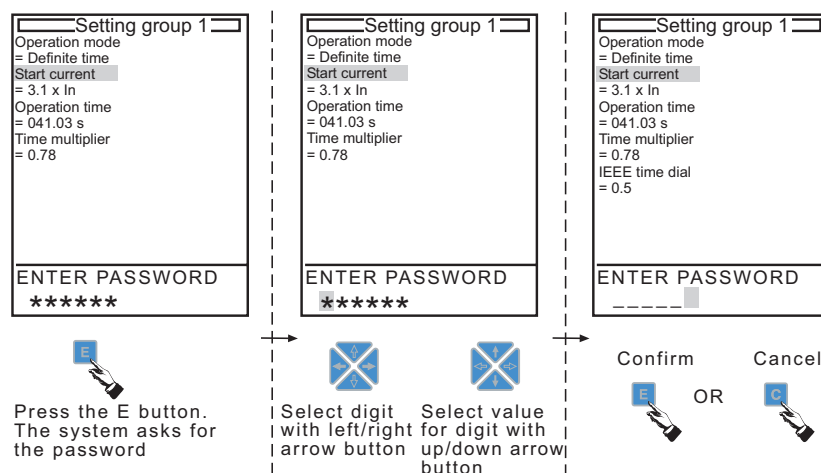 Setting group 1
Operation mode
= Definite time
Start current
= 3.1 x In
Operation time
= 041.03 s
Time multiplier
= 0.78
ENTER PASSWORD
******
E
Press the E button.
The system asks for
the password
Setting group 1
Operation mode
= Definite time
Start current
= 3.1 x In
Operation time
= 041.03 s
Time multiplier
= 0.78
ENTER PASSWORD
******
Select digit
with left/right
arrow button
Select value
for digit with
up/down arrow
button
Setting group 1
Operation mode
= Definite time
Start current
= 3.1 x In
Operation time
= 041.03 s
Time multiplier
= 0.78
IEEE time dial
= 0.5
ENTER PASSWORD
_____
Confirm
E
OR
Cancel
C